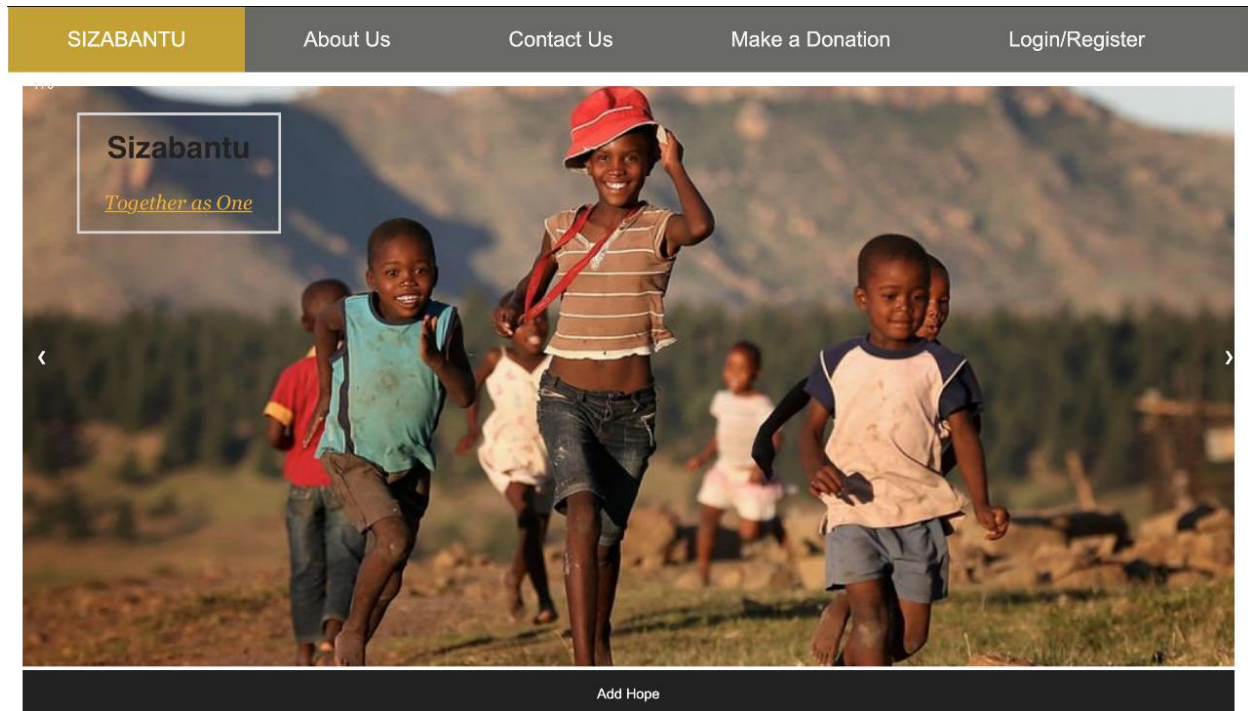 SIZABANTU About Us Contact Us Make a Donation Login/Register
Sizabantu
Together as One
❮ ❯
Add Hope